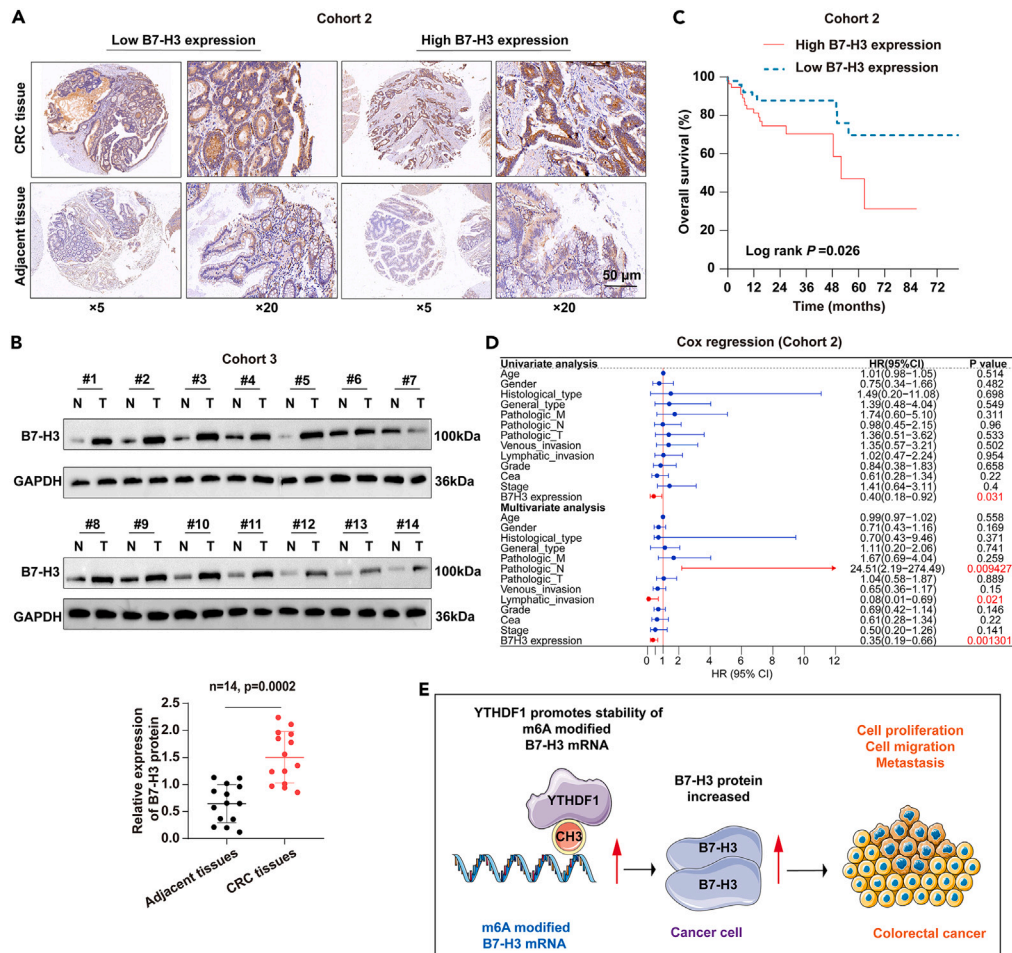 A
Cohort 2
Low B7-H3 expression
High B7-H3 expression
CRC tissue
Adjacent tissue
50 μm
×5
×20
×5
×20
C
Cohort 2
High B7-H3 expression
Low B7-H3 expression
Overall survival (%)
100
80
60
40
20
0
Log rank P =0.026
0 12 24 36 48 60 72 84 72
Time (months)
B
Cohort 3
#1 #2 #3 #4 #5 #6 #7
N T N T N T N T N T N T N T
B7-H3
100kDa
GAPDH
36kDa
#8 #9 #10 #11 #12 #13 #14
N T N T N T N T N T N T N T
B7-H3
100kDa
GAPDH
36kDa
n=14, p=0.0002
Relative expression
of B7-H3 protein
2.5
2.0
1.5
1.0
0.5
0.0
Adjacent tissues
CRC tissues
D
Cox regression (Cohort 2)
Univariate analysis HR(95%CI) P value
Age 1.01(0.98−1.05) 0.514
Gender 0.75(0.34−1.66) 0.482
Histological_type 1.49(0.20−11.08) 0.698
General_type 1.39(0.48−4.04) 0.549
Pathologic_M 1.74(0.60−5.10) 0.311
Pathologic_N 0.98(0.45−2.15) 0.96
Pathologic_T 1.36(0.51−3.62) 0.533
Venous_invasion 1.35(0.57−3.21) 0.502
Lymphatic_invasion 1.02(0.47−2.24) 0.954
Grade 0.84(0.38−1.83) 0.658
Cea 0.61(0.28−1.34) 0.22
Stage 1.41(0.64−3.11) 0.4
B7H3 expression 0.40(0.18−0.92) 0.031
Multivariate analysis
Age 0.99(0.97−1.02) 0.558
Gender 0.71(0.43−1.16) 0.169
Histological_type 0.70(0.43−9.46) 0.371
General_type 1.11(0.20−2.06) 0.741
Pathologic_M 1.67(0.69−4.04) 0.259
Pathologic_N 24.51(2.19−274.49) 0.009427
Pathologic_T 1.04(0.58−1.87) 0.889
Venous_invasion 0.65(0.36−1.17) 0.15
Lymphatic_invasion 0.08(0.01−0.69) 0.021
Grade 0.69(0.42−1.14) 0.146
Cea 0.61(0.28−1.34) 0.22
Stage 0.50(0.20−1.26) 0.141
B7H3 expression 0.35(0.19−0.66) 0.001301
0 1 2 4 6 8 10 12
HR (95% CI)
E
YTHDF1 promotes stability of
m6A modified
B7-H3 mRNA
YTHDF1
CH3
m6A modified
B7-H3 mRNA
B7-H3 protein
increased
B7-H3
B7-H3
Cancer cell
Cell proliferation
Cell migration
Metastasis
Colorectal cancer